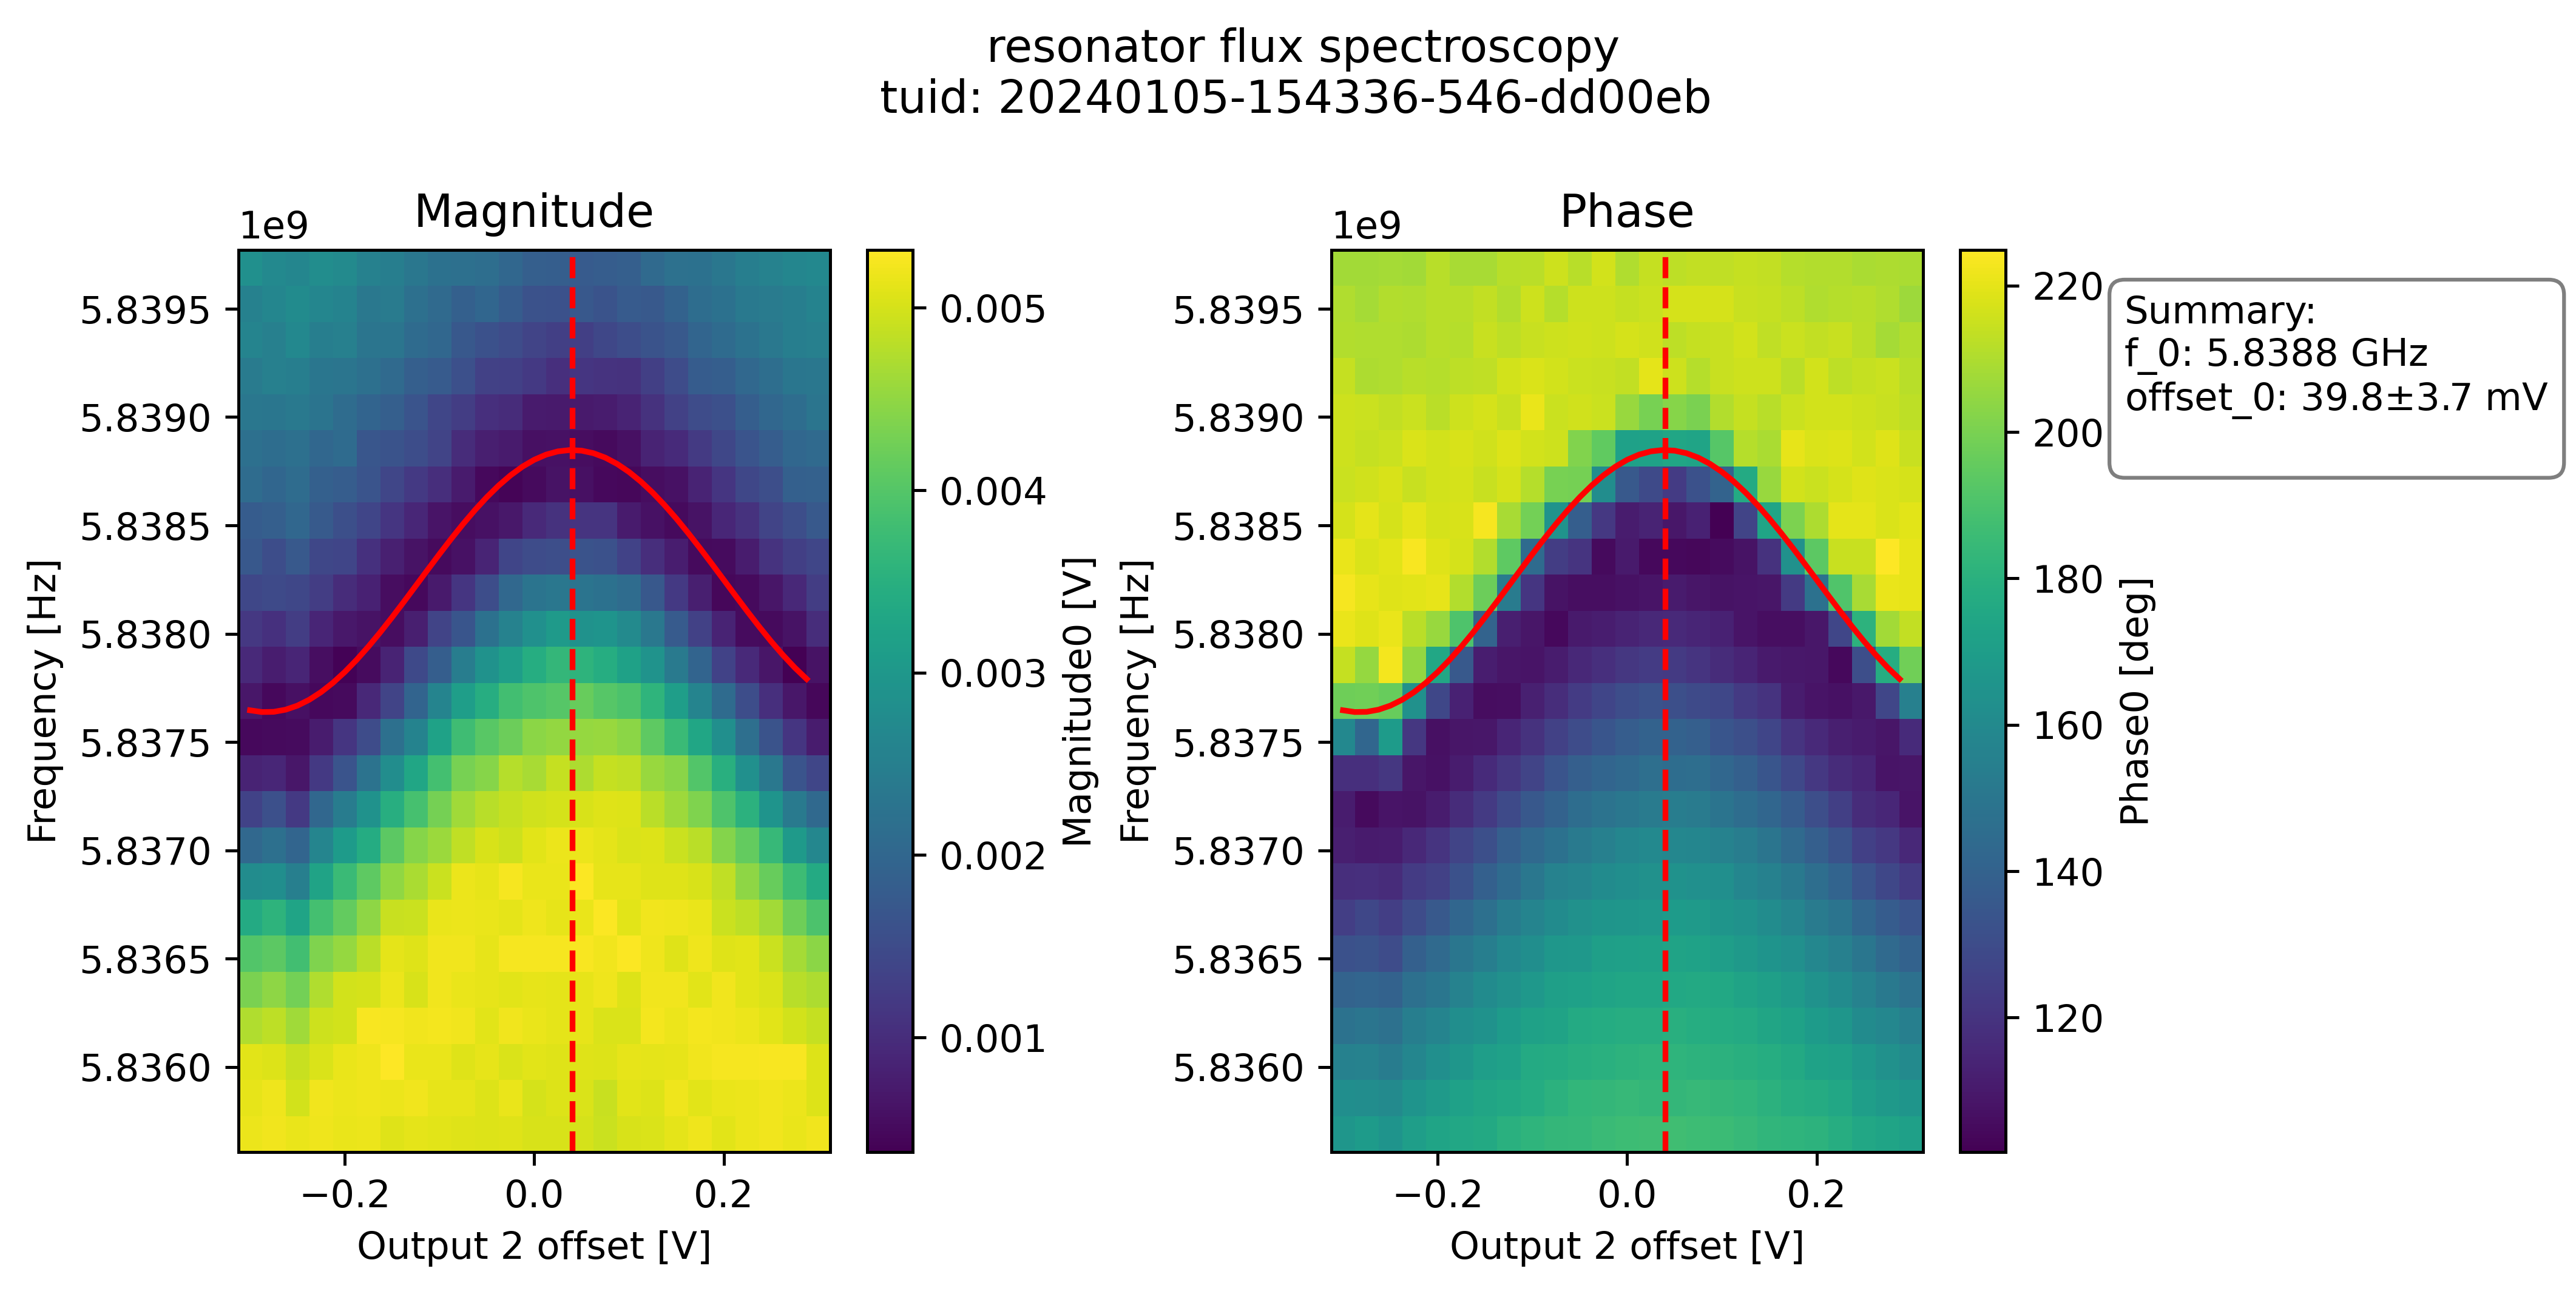 resonator flux spectroscopy
tuid: 20240105-154336-546-dd00eb
Magnitude
1e9
5.8395
5.8390
5.8385
5.8380
5.8375
5.8370
5.8365
5.8360
Frequency [Hz]
−0.2
0.0
0.2
Output 2 offset [V]
0.005
0.004
0.003
0.002
0.001
Magnitude0 [V]
Phase
1e9
5.8395
5.8390
5.8385
5.8380
5.8375
5.8370
5.8365
5.8360
Frequency [Hz]
−0.2
0.0
0.2
Output 2 offset [V]
220
200
180
160
140
120
Phase0 [deg]
Summary:
f_0: 5.8388 GHz
offset_0: 39.8±3.7 mV